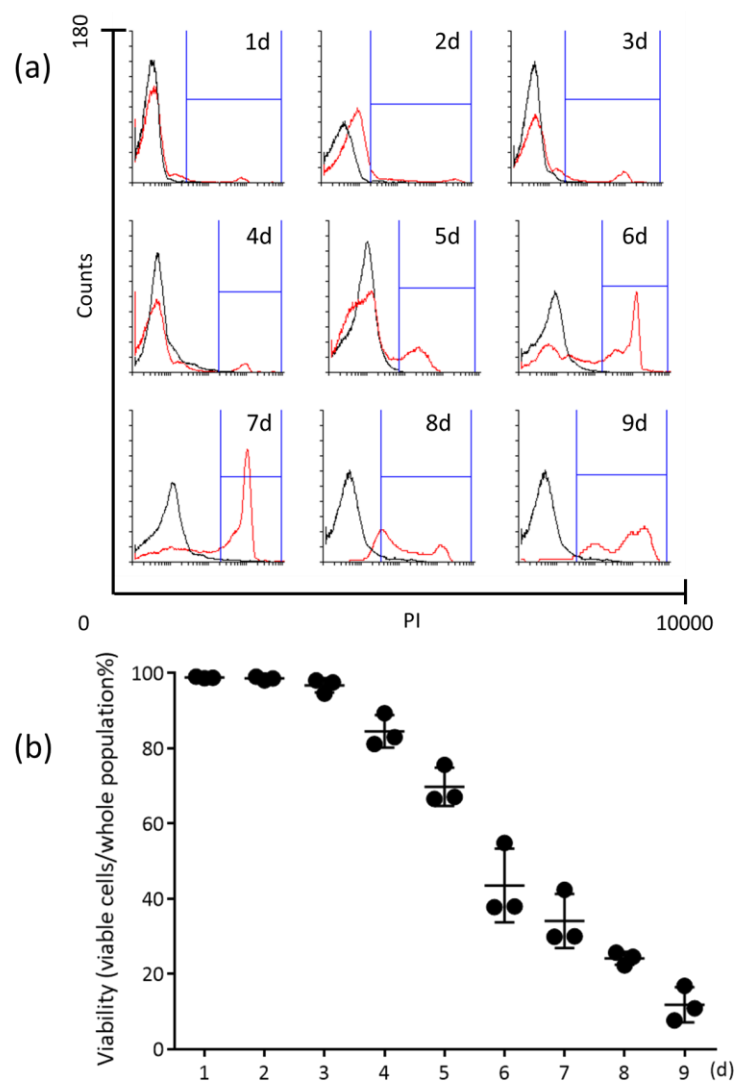 (a)
180
1d 2d 3d
4d 5d 6d
7d 8d 9d
Counts
0 PI 10000
(b)
Viability (viable cells/whole population%)
100
80
60
40
20
0
1 2 3 4 5 6 7 8 9 (d)